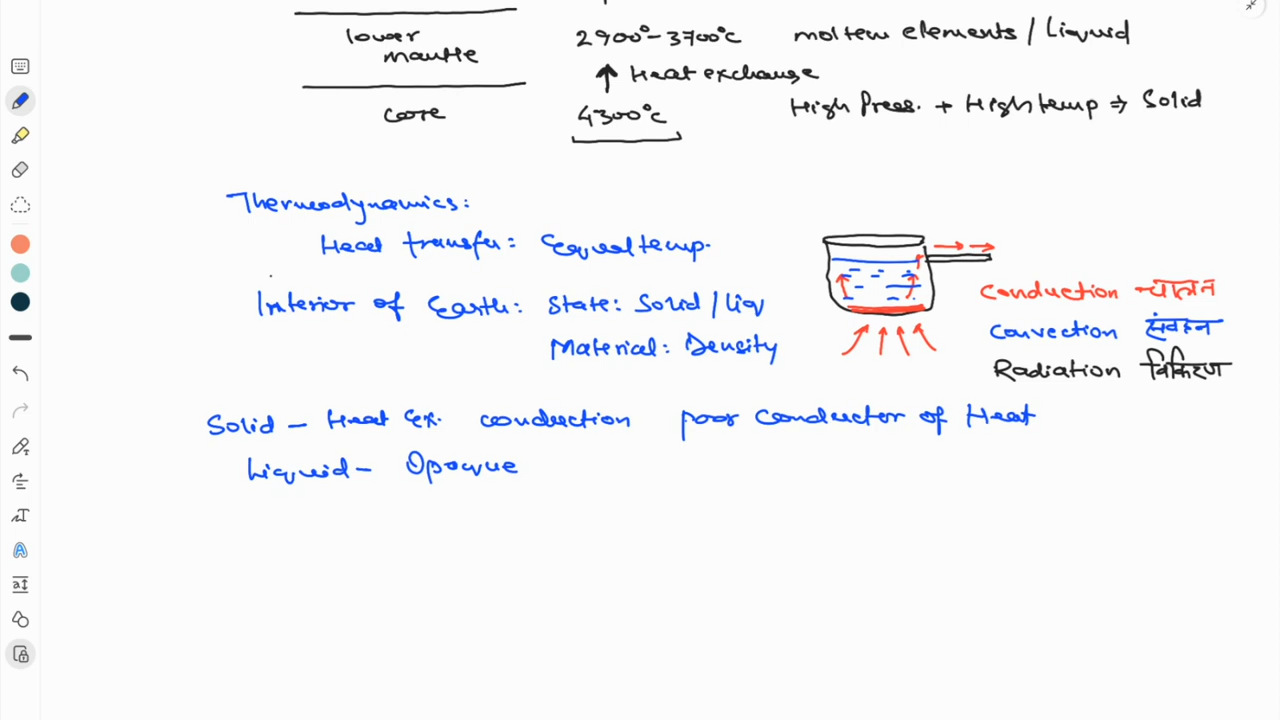 lower mantle 2900°-3700°C molten elements / Liquid
↑ Heat exchange
core 4300°C High Press. + High temp ⇒ Solid
Thermodynamics:
Heat transfer: Equal temp.
Interior of Earth: State: Solid / Liq
Material: Density
Conduction चालन
Convection संवहन
Radiation विकिरण
Solid - Heat Ex. conduction poor conductor of Heat
Liquid - Opaque